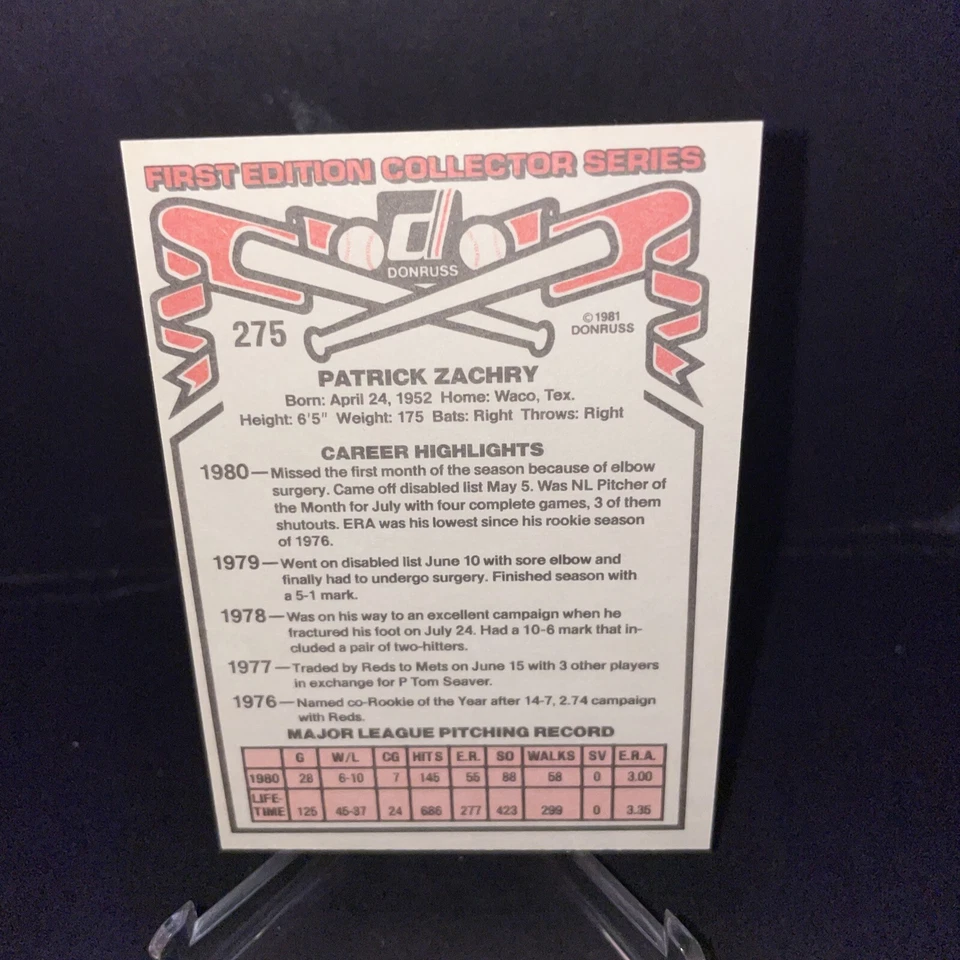 FIRST EDITION COLLECTOR SERIES
d
DONRUSS
275
© 1981
DONRUSS
PATRICK ZACHRY
Born: April 24, 1952 Home: Waco, Tex.
Height: 6'5" Weight: 175 Bats: Right Throws: Right
CAREER HIGHLIGHTS
1980—Missed the first month of the season because of elbow
surgery. Came off disabled list May 5. Was NL Pitcher of
the Month for July with four complete games, 3 of them
shutouts. ERA was his lowest since his rookie season
of 1976.
1979—Went on disabled list June 10 with sore elbow and
finally had to undergo surgery. Finished season with
a 5-1 mark.
1978—Was on his way to an excellent campaign when he
fractured his foot on July 24. Had a 10-6 mark that in-
cluded a pair of two-hitters.
1977—Traded by Reds to Mets on June 15 with 3 other players
in exchange for P Tom Seaver.
1976—Named co-Rookie of the Year after 14-7, 2.74 campaign
with Reds.
MAJOR LEAGUE PITCHING RECORD
G W/L CG HITS E.R. SO WALKS SV E.R.A.
1980 28 6-10 7 145 55 88 58 0 3.00
LIFE-
TIME 125 45-37 24 686 277 423 299 0 3.35